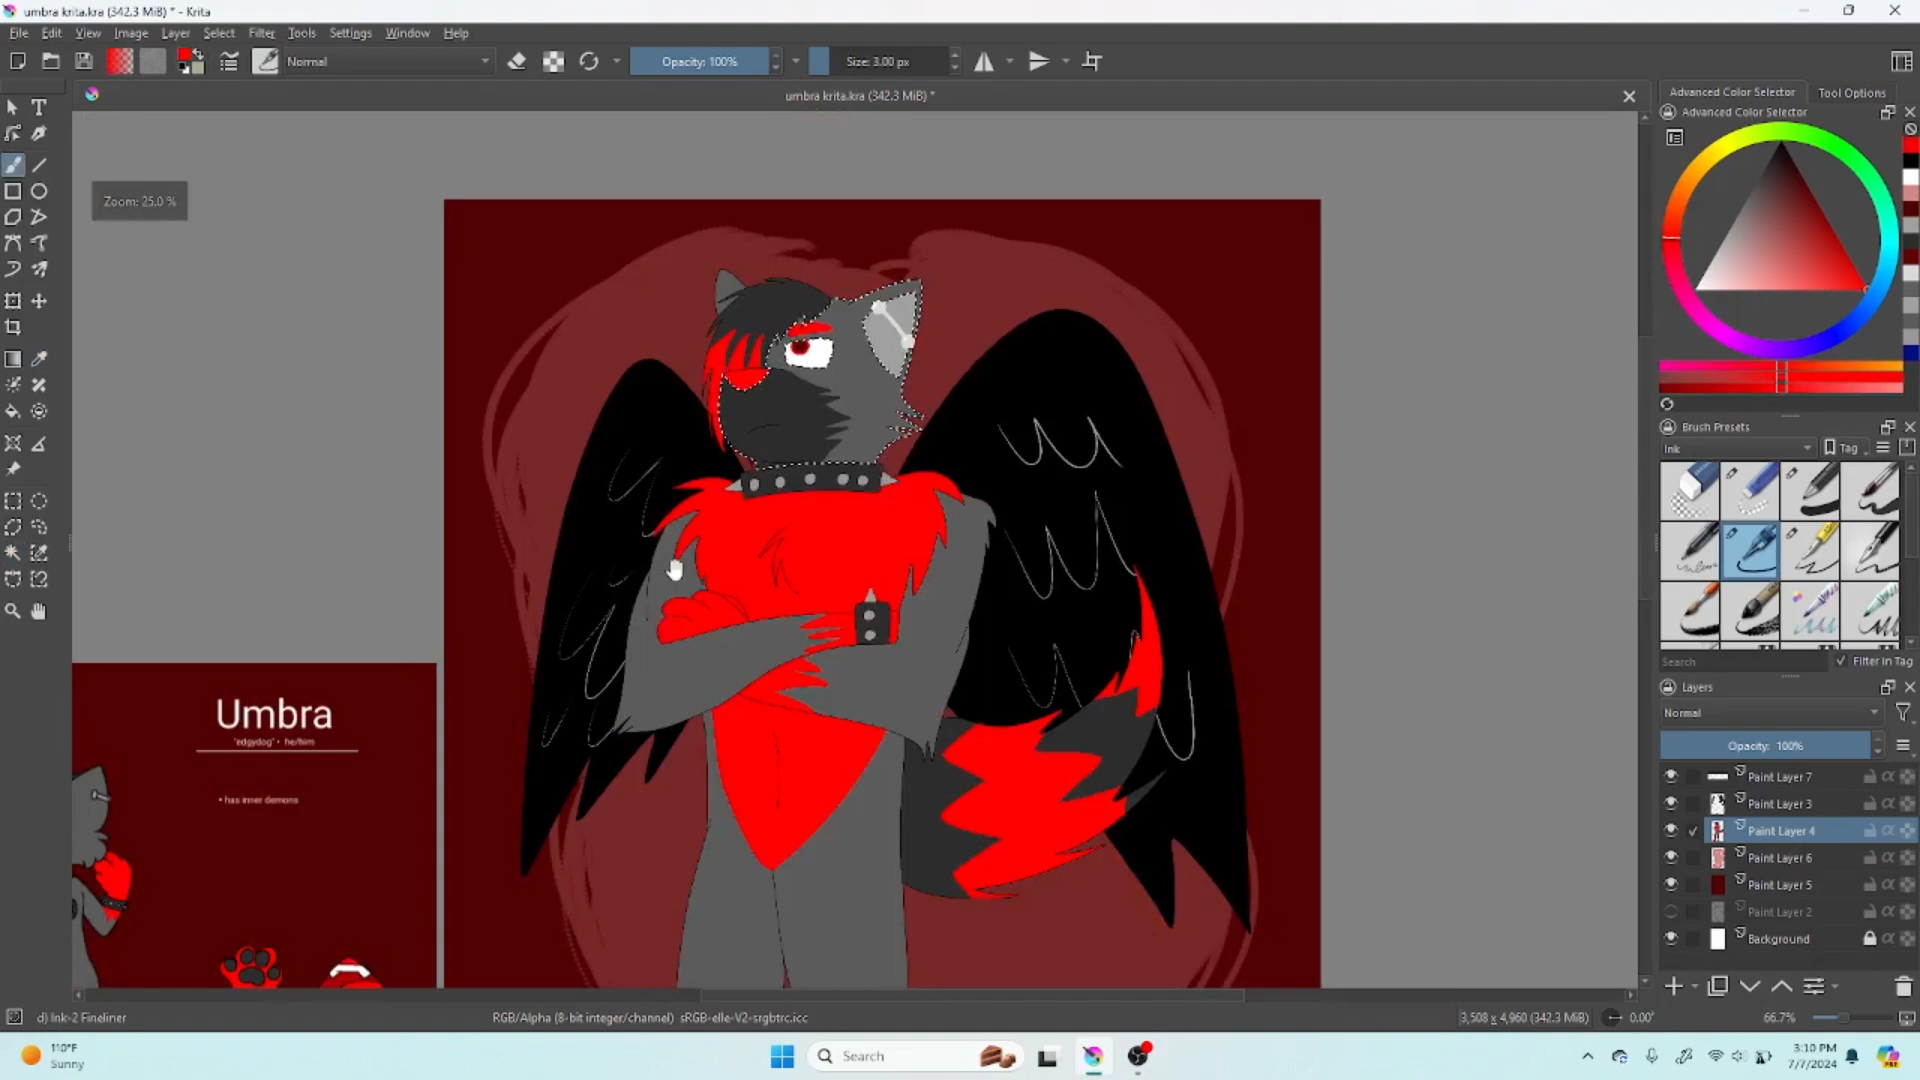 umbra krita.kra (342.3 MiB) * - Krita
File Edit View Image Layer Select Filter Tools Settings Window Help
Normal Opacity: 100% Size: 3.00 px
umbra krita.kra (342.3 MiB) *
Advanced Color Selector Tool Options
Advanced Color Selector
Zoom: 25.0 %
Brush Presets
Ink Tag
Search Filter in Tag
Layers
Normal
Opacity: 100%
Paint Layer 7
Paint Layer 3
Paint Layer 4
Paint Layer 6
Paint Layer 5
Paint Layer 2
Background
Umbra
"edgydog" • he/him
• has inner demons
d) Ink-2 Fineliner RGB/Alpha (8-bit integer/channel) sRGB-elle-V2-srgbtrc.icc 3,508 x 4,960 (342.3 MiB) 0.00° 66.7%
110°F
Sunny
Search
3:10 PM
7/7/2024